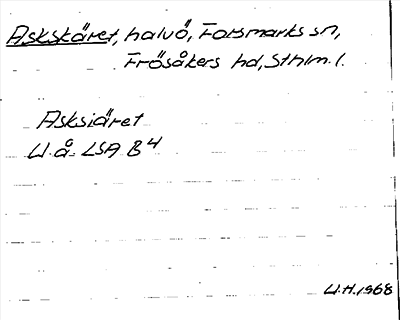 Askskäret, halvö, Forsmarks sn,
Frösåkers hd, Sthlm. l.
Asksiäret
U.å. LSA B4
U.H. 1968